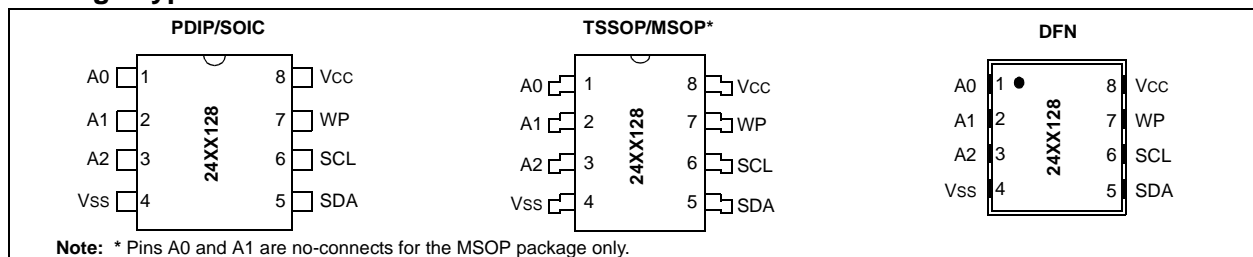 PDIP/SOIC
A0 1 8 VCC
A1 2 7 WP
A2 3 6 SCL
VSS 4 5 SDA
24XX128
TSSOP/MSOP*
A0 1 8 VCC
A1 2 7 WP
A2 3 6 SCL
VSS 4 5 SDA
24XX128
DFN
A0 1 8 VCC
A1 2 7 WP
A2 3 6 SCL
VSS 4 5 SDA
24XX128
Note: * Pins A0 and A1 are no-connects for the MSOP package only.